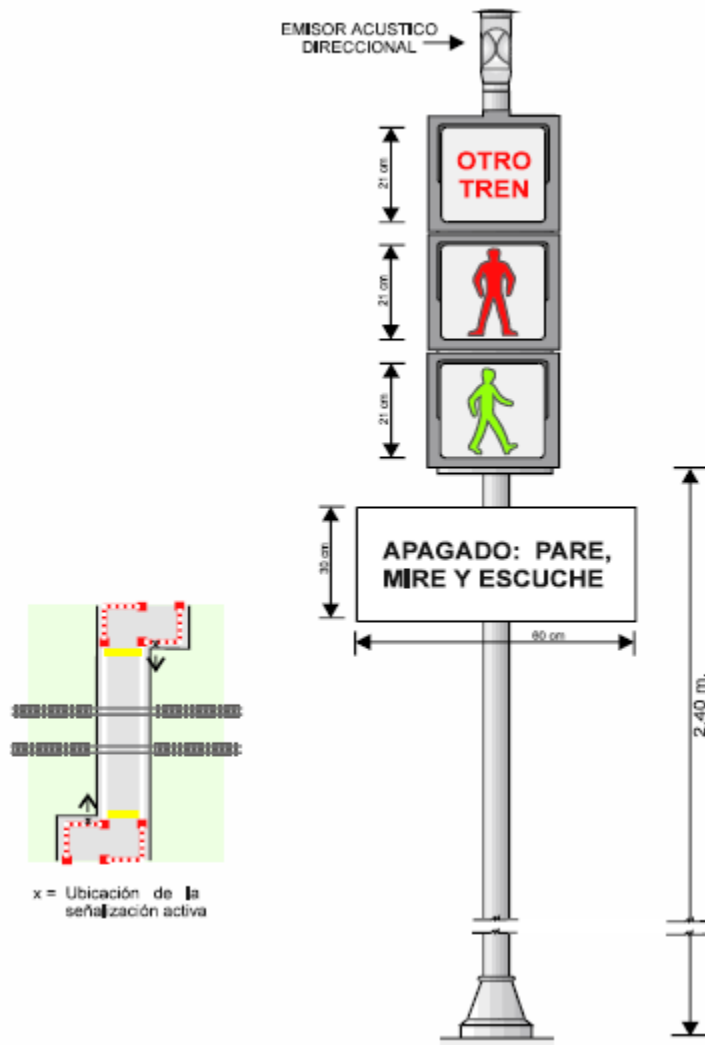 EMISOR ACUSTICO
DIRECCIONAL
OTRO
TREN
21 cm
21 cm
21 cm
APAGADO: PARE,
MIRE Y ESCUCHE
30 cm
60 cm
2.40 m.
x = Ubicación de la
señalización activa